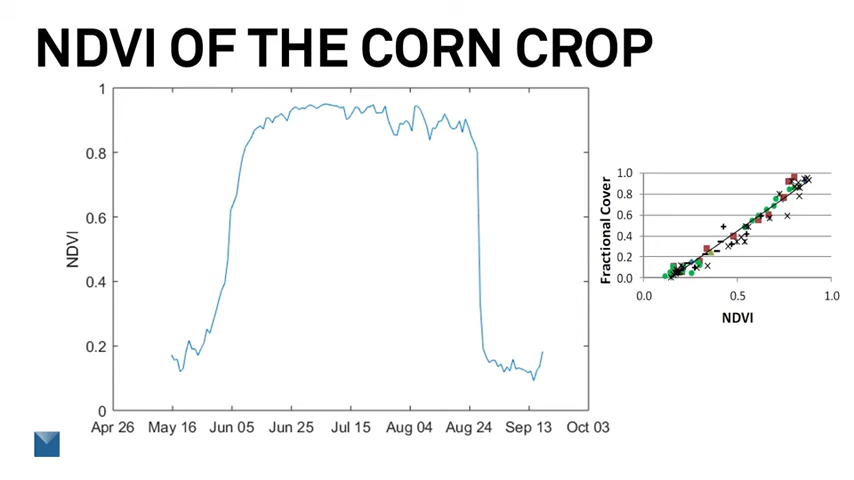 NDVI OF THE CORN CROP
1
0.8
0.6
0.4
0.2
0
NDVI
Apr 26 May 16 Jun 05 Jun 25 Jul 15 Aug 04 Aug 24 Sep 13 Oct 03
Fractional Cover
1.0
0.8
0.6
0.4
0.2
0.0
0.0 0.5 1.0
NDVI